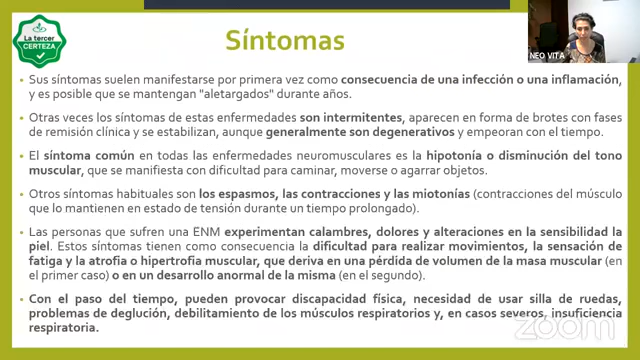 La tercer
CERTEZA
Síntomas
NEO VITA
• Sus síntomas suelen manifestarse por primera vez como consecuencia de una infección o una inflamación,
y es posible que se mantengan "aletargados" durante años.
• Otras veces los síntomas de estas enfermedades son intermitentes, aparecen en forma de brotes con fases
de remisión clínica y se estabilizan, aunque generalmente son degenerativos y empeoran con el tiempo.
• El síntoma común en todas las enfermedades neuromusculares es la hipotonía o disminución del tono
muscular, que se manifiesta con dificultad para caminar, moverse o agarrar objetos.
• Otros síntomas habituales son los espasmos, las contracciones y las miotonías (contracciones del músculo
que lo mantienen en estado de tensión durante un tiempo prolongado).
• Las personas que sufren una ENM experimentan calambres, dolores y alteraciones en la sensibilidad la
piel. Estos síntomas tienen como consecuencia la dificultad para realizar movimientos, la sensación de
fatiga y la atrofia o hipertrofia muscular, que deriva en una pérdida de volumen de la masa muscular (en
el primer caso) o en un desarrollo anormal de la misma (en el segundo).
• Con el paso del tiempo, pueden provocar discapacidad física, necesidad de usar silla de ruedas,
problemas de deglución, debilitamiento de los músculos respiratorios y, en casos severos, insuficiencia
respiratoria.
zoom